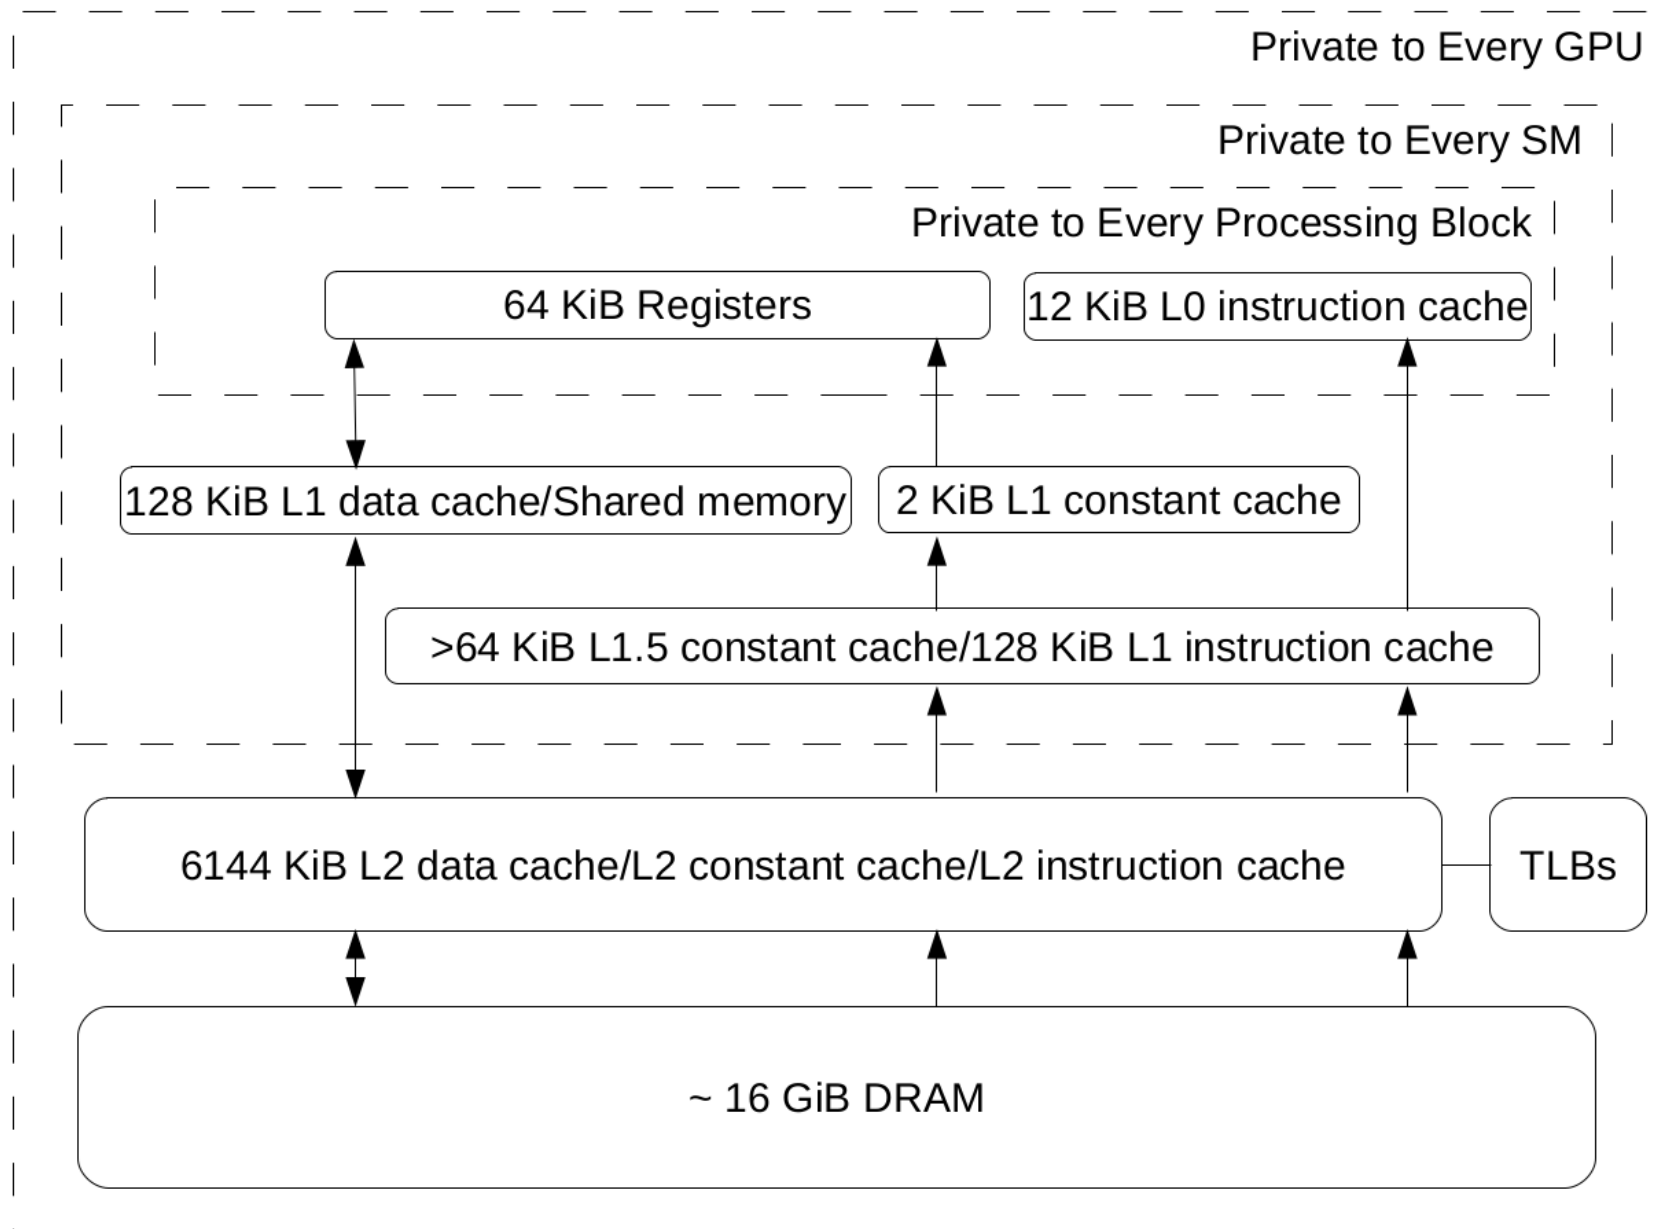 Private to Every GPU
Private to Every SM
Private to Every Processing Block
64 KiB Registers
12 KiB L0 instruction cache
128 KiB L1 data cache/Shared memory
2 KiB L1 constant cache
>64 KiB L1.5 constant cache/128 KiB L1 instruction cache
6144 KiB L2 data cache/L2 constant cache/L2 instruction cache
TLBs
~ 16 GiB DRAM